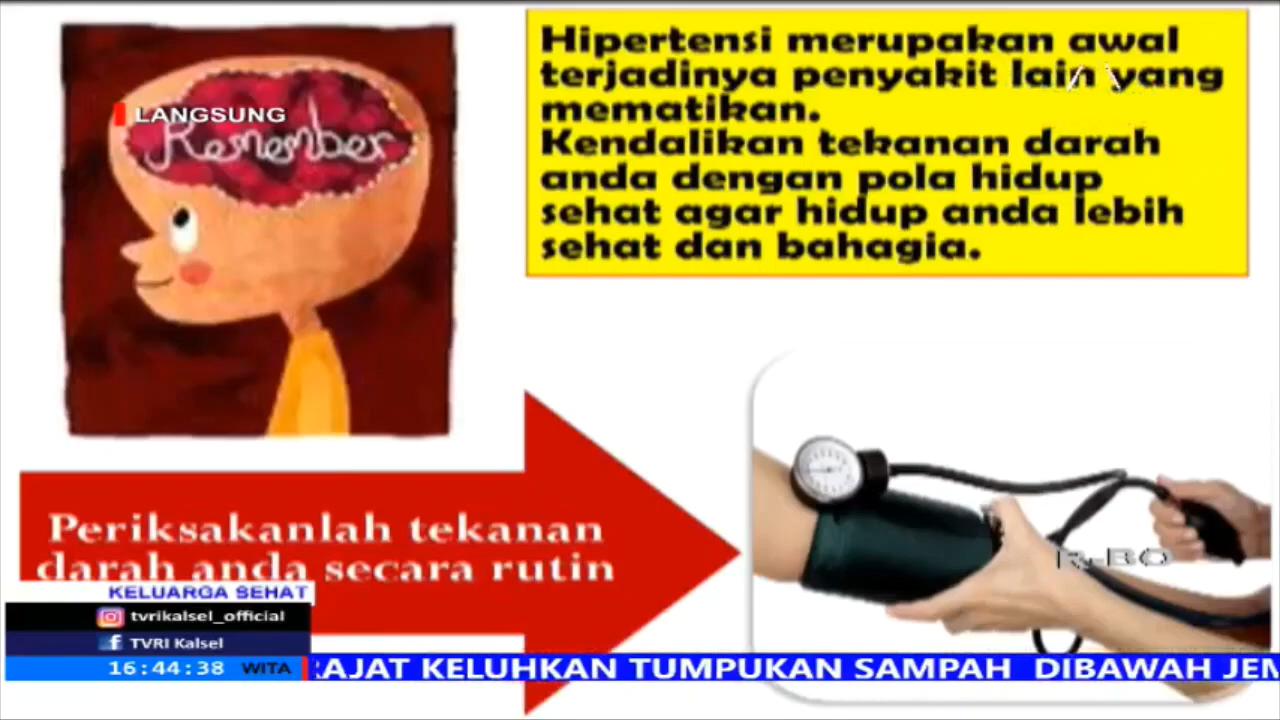 Hipertensi merupakan awal
terjadinya penyakit lain yang
mematikan.
Kendalikan tekanan darah
anda dengan pola hidup
sehat agar hidup anda lebih
sehat dan bahagia.
LANGSUNG
Remember
Periksakanlah tekanan
darah anda secara rutin
KELUARGA SEHAT
tvrikalsel_official
TVRI Kalsel
16:44:38 WITA
RAJAT KELUHKAN TUMPUKAN SAMPAH DIBAWAH JEM